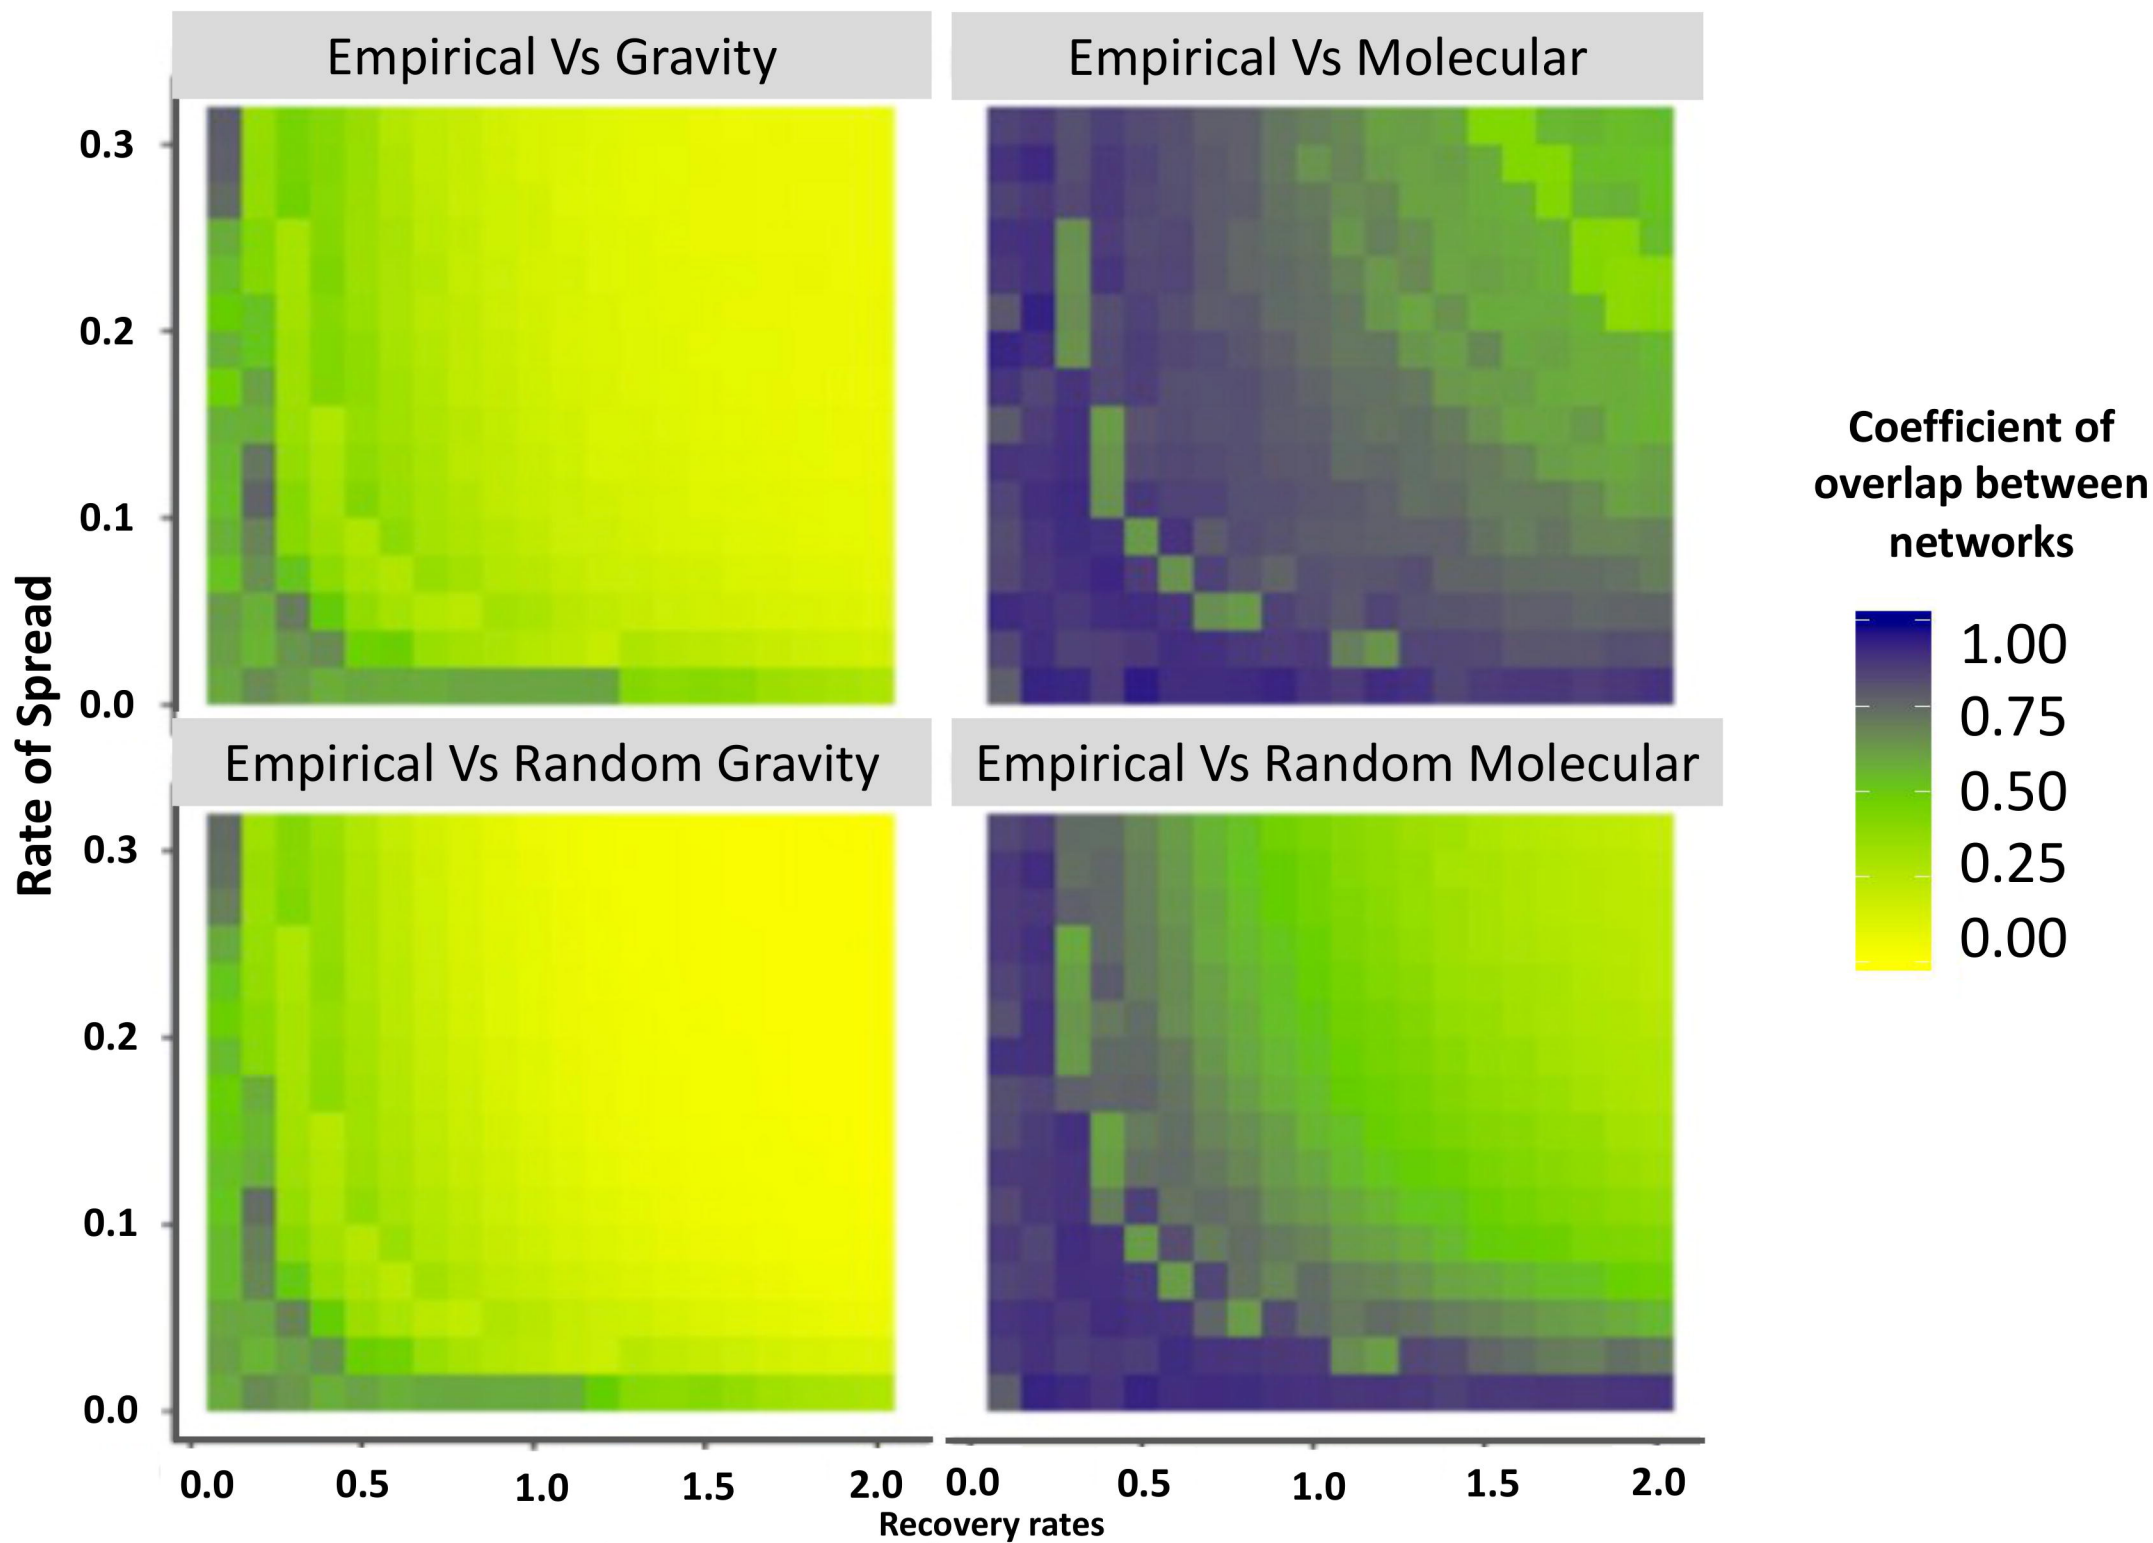 Empirical Vs Gravity
Empirical Vs Molecular
0.3
0.2
0.1
0.0
Rate of Spread
Empirical Vs Random Gravity
Empirical Vs Random Molecular
0.3
0.2
0.1
0.0
0.0 0.5 1.0 1.5 2.0
0.0 0.5 1.0 1.5 2.0
Recovery rates
Coefficient of
overlap between
networks
1.00
0.75
0.50
0.25
0.00